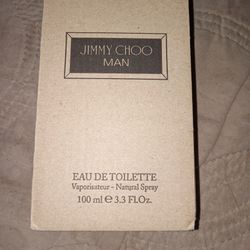 JIMMY CHOO
MAN
EAU DE TOILETTE
Vaporisateur - Natural Spray
100 ml e 3.3 Fl.Oz.